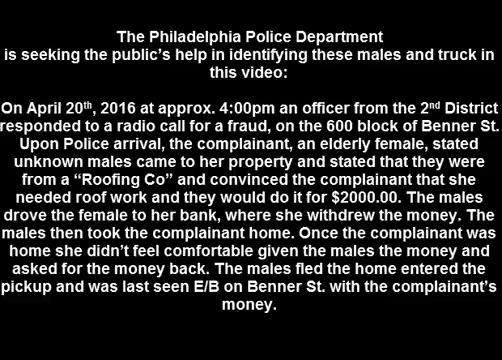 The Philadelphia Police Department
is seeking the public's help in identifying these males and truck in
this video:
On April 20th, 2016 at approx. 4:00pm an officer from the 2nd District
responded to a radio call for a fraud, on the 600 block of Benner St.
Upon Police arrival, the complainant, an elderly female, stated
unknown males came to her property and stated that they were
from a “Roofing Co” and convinced the complainant that she
needed roof work and they would do it for $2000.00. The males
drove the female to her bank, where she withdrew the money. The
males then took the complainant home. Once the complainant was
home she didn't feel comfortable given the males the money and
asked for the money back. The males fled the home entered the
pickup and was last seen E/B on Benner St. with the complainant's
money.